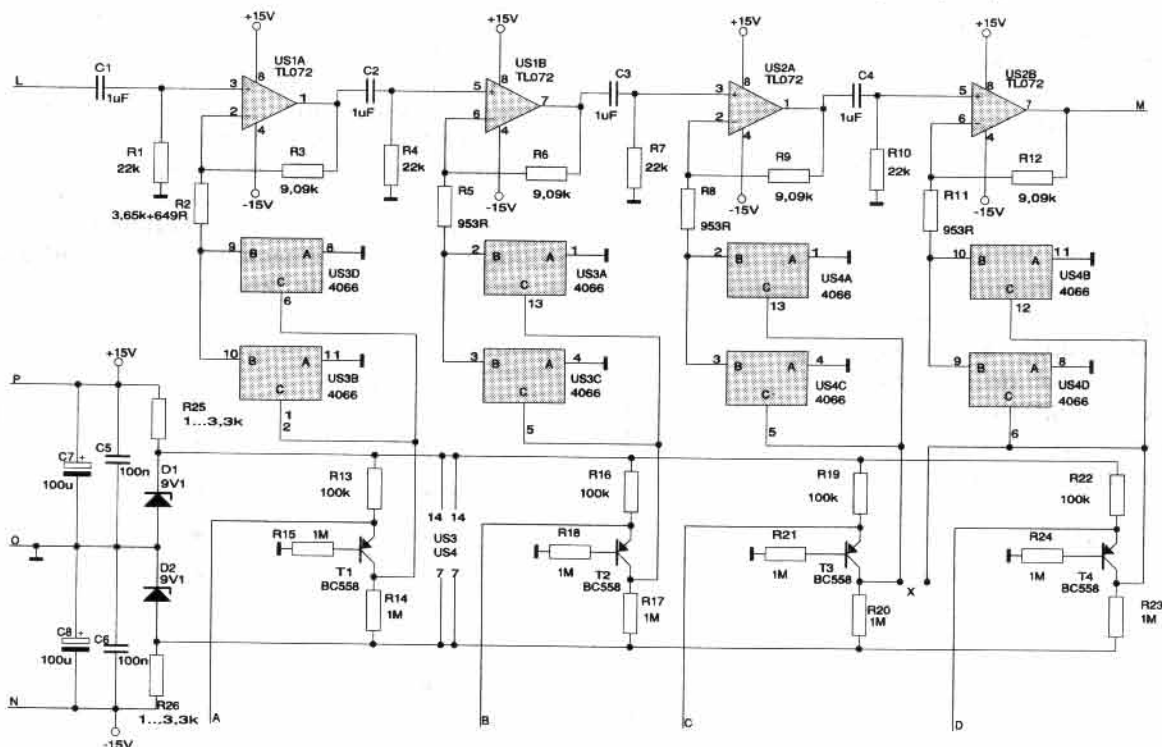 +15V +15V +15V +15V
L C1 1uF 3 2 8 4 1 US1A TL072 C2 1uF 5 6 8 4 7 US1B TL072 C3 1uF 3 2 8 4 1 US2A TL072 C4 1uF 5 6 8 4 7 US2B TL072 M
R1 22k R3 9,09k R4 22k R6 9,09k R7 22k R9 9,09k R10 22k R12 9,09k
-15V -15V -15V -15V
R2 3,65k+649R R5 953R R8 953R R11 953R
9 B A 8 C 6 US3D 4066
2 B A 1 C 13 US3A 4066
2 B A 1 C 13 US4A 4066
10 B A 11 C 12 US4B 4066
10 B A 11 C 1 2 US3B 4066
3 B A 4 C 5 US3C 4066
3 B A 4 C 5 US4C 4066
9 B A 8 C 6 US4D 4066
+15V
P
R25 1...3,3k
C7 + 100u
C5 100n
D1 9V1
O
D2 9V1
C8 + 100u
C6 100n
N
R26 1...3,3k
-15V
R13 100k
R15 1M
T1 BC558
R14 1M
14 14
US3
US4
7 7
R16 100k
R18 1M
T2 BC558
R17 1M
R19 100k
R21 1M
T3 BC558
R20 1M
X
R22 100k
R24 1M
T4 BC558
R23 1M
A B C D